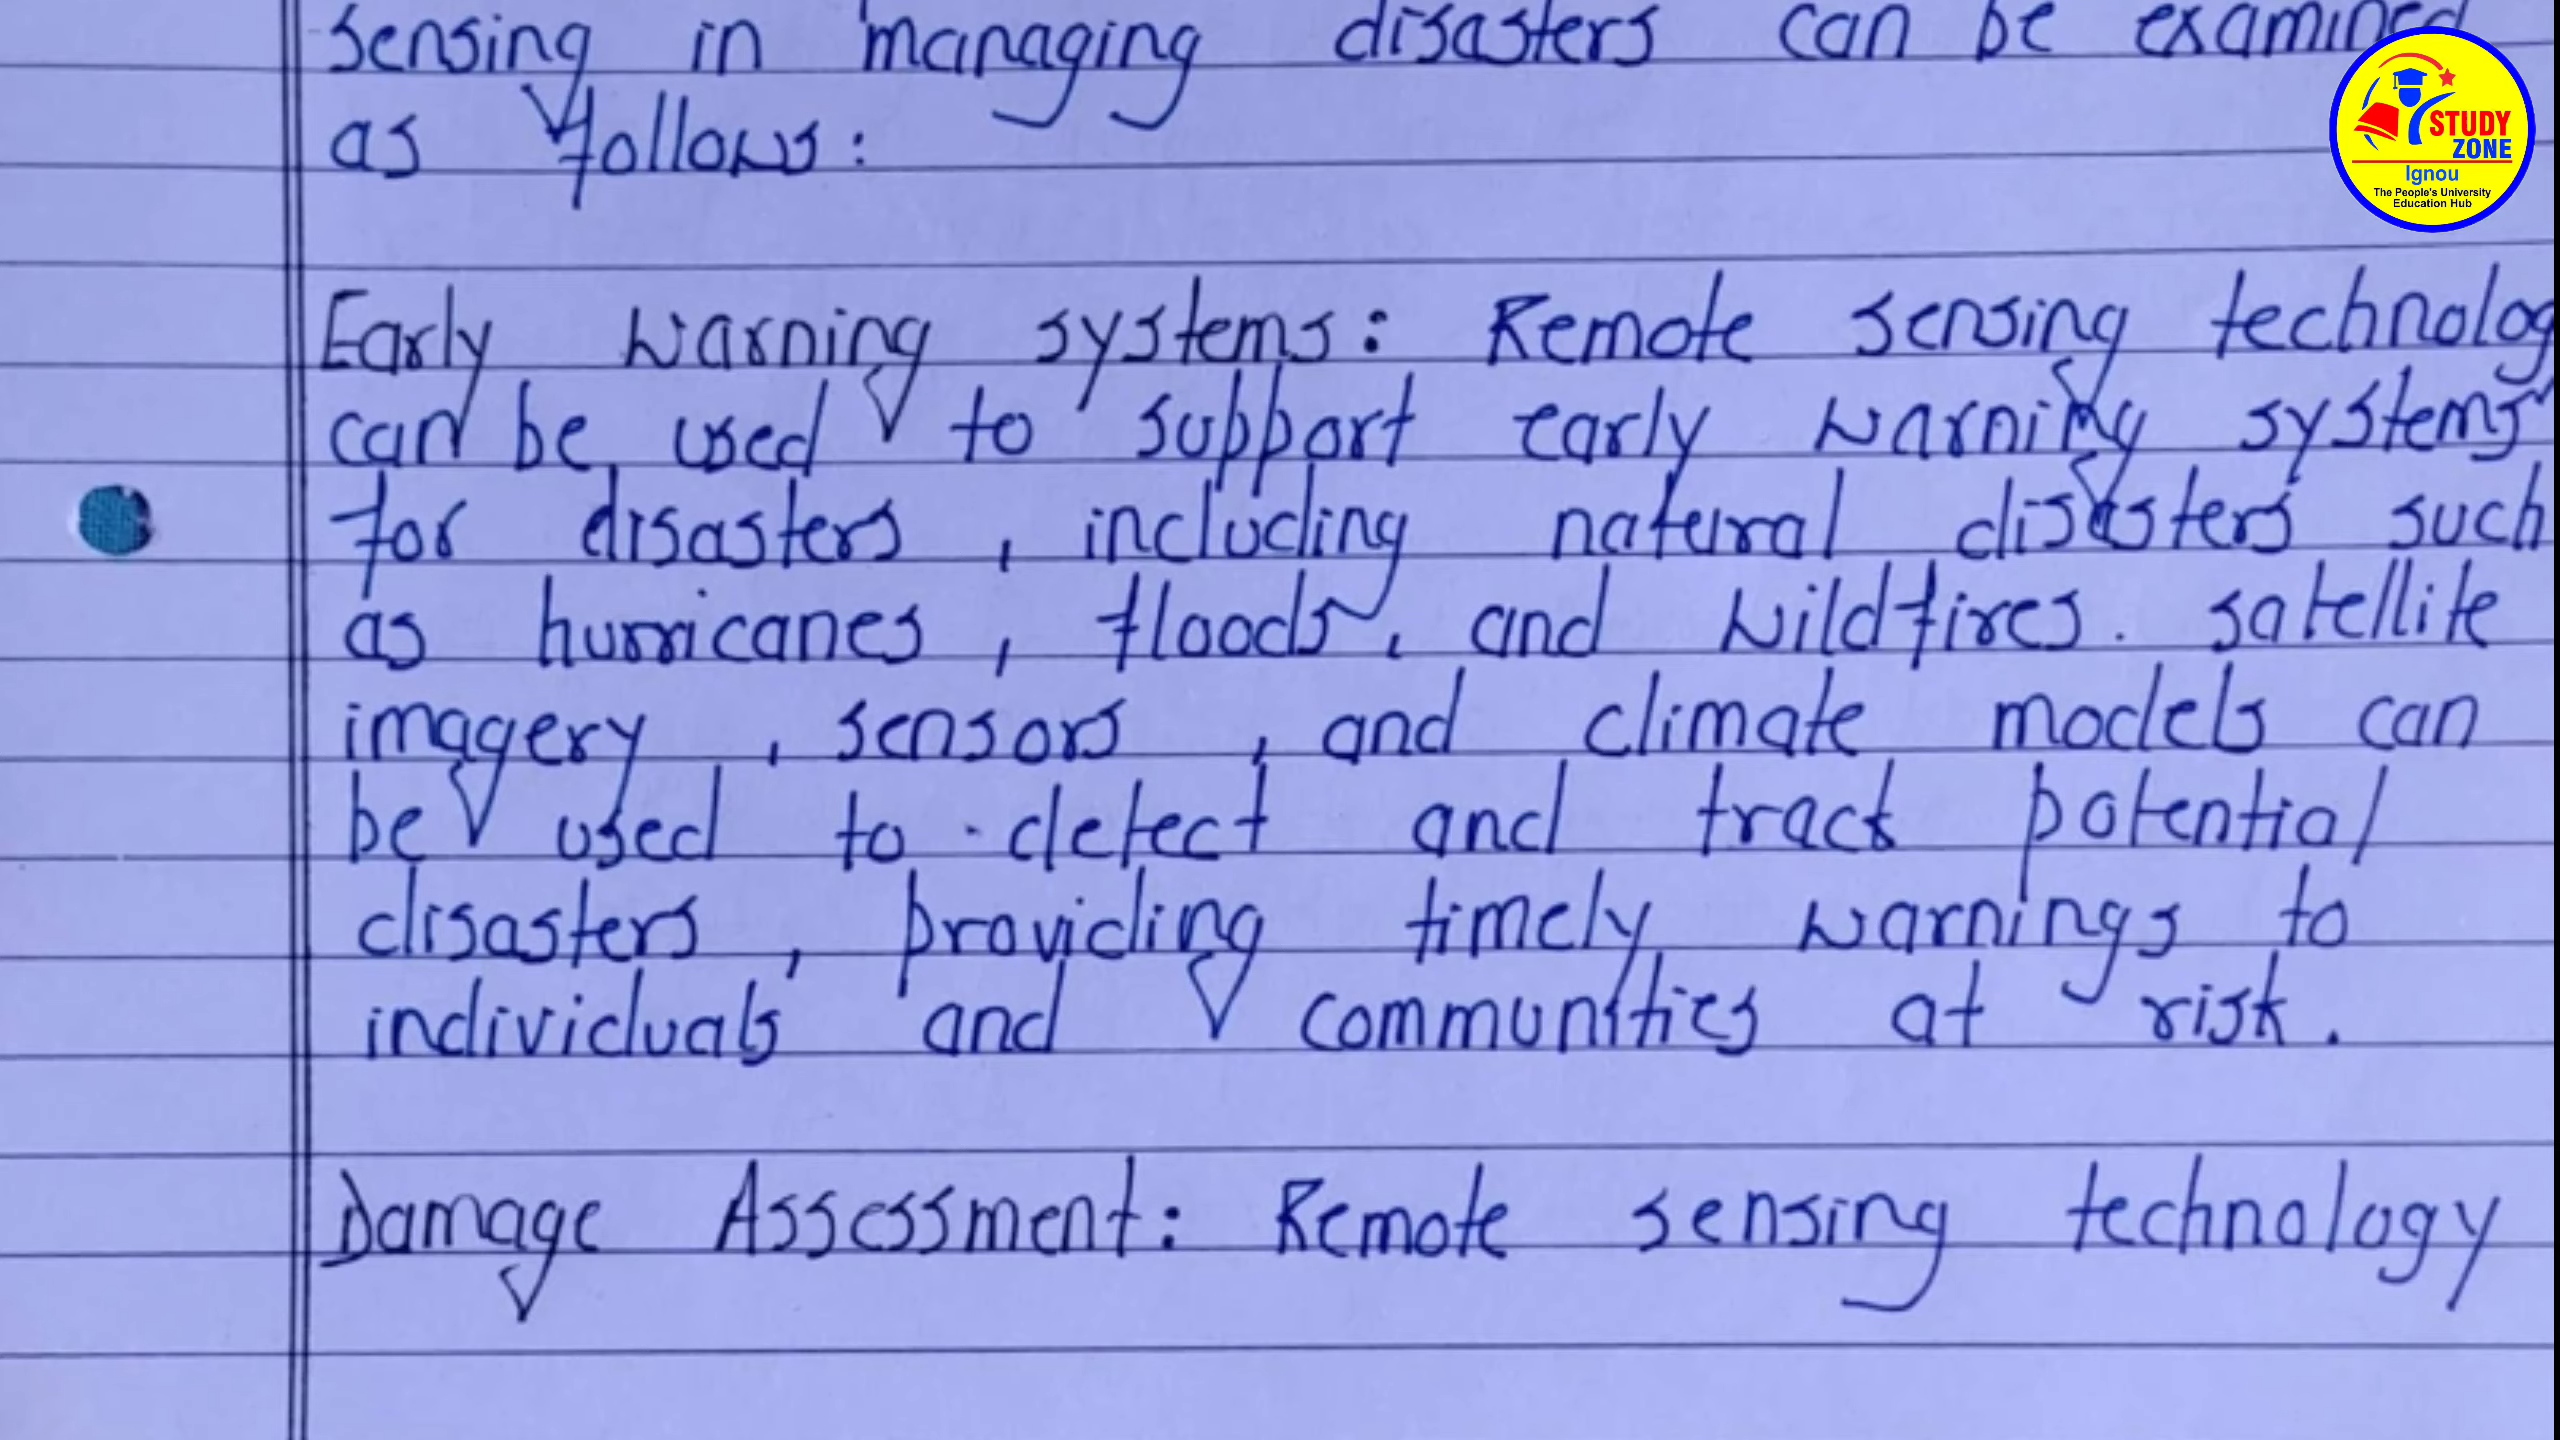 sensing in managing disasters can be examined
as follows:
STUDY
ZONE
Ignou
The People's University
Education Hub
Early warning systems: Remote sensing technolog
can be used to support early warning systems
for disasters, including natural disasters such
as hurricanes, floods, and wildfires. satellite
imagery, sensors, and climate models can
be used to detect and track potential
disasters, providing timely warnings to
individuals and communities at risk.
Damage Assessment: Remote sensing technology